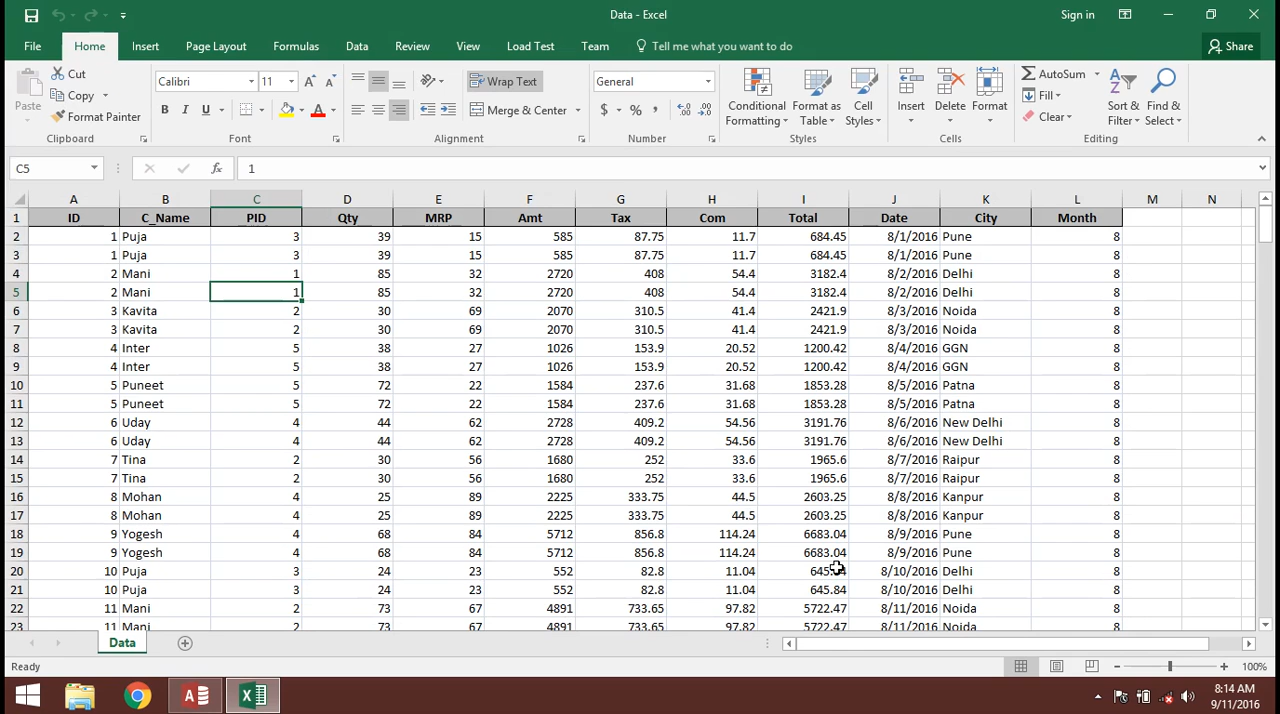 Data - Excel
Sign in
File Home Insert Page Layout Formulas Data Review View Load Test Team Tell me what you want to do Share
Paste Cut Copy Format Painter Clipboard
Calibri 11 A A B I U A Font
Wrap Text Merge & Center Alignment
General $ % , Number
Conditional Formatting Format as Table Cell Styles Styles
Insert Delete Format Cells
AutoSum Fill Clear Sort & Filter Find & Select Editing
C5 fx 1
A B C D E F G H I J K L M N
1 ID C_Name PID Qty MRP Amt Tax Com Total Date City Month
2 1 Puja 3 39 15 585 87.75 11.7 684.45 8/1/2016 Pune 8
3 1 Puja 3 39 15 585 87.75 11.7 684.45 8/1/2016 Pune 8
4 2 Mani 1 85 32 2720 408 54.4 3182.4 8/2/2016 Delhi 8
5 2 Mani 1 85 32 2720 408 54.4 3182.4 8/2/2016 Delhi 8
6 3 Kavita 2 30 69 2070 310.5 41.4 2421.9 8/3/2016 Noida 8
7 3 Kavita 2 30 69 2070 310.5 41.4 2421.9 8/3/2016 Noida 8
8 4 Inter 5 38 27 1026 153.9 20.52 1200.42 8/4/2016 GGN 8
9 4 Inter 5 38 27 1026 153.9 20.52 1200.42 8/4/2016 GGN 8
10 5 Puneet 5 72 22 1584 237.6 31.68 1853.28 8/5/2016 Patna 8
11 5 Puneet 5 72 22 1584 237.6 31.68 1853.28 8/5/2016 Patna 8
12 6 Uday 4 44 62 2728 409.2 54.56 3191.76 8/6/2016 New Delhi 8
13 6 Uday 4 44 62 2728 409.2 54.56 3191.76 8/6/2016 New Delhi 8
14 7 Tina 2 30 56 1680 252 33.6 1965.6 8/7/2016 Raipur 8
15 7 Tina 2 30 56 1680 252 33.6 1965.6 8/7/2016 Raipur 8
16 8 Mohan 4 25 89 2225 333.75 44.5 2603.25 8/8/2016 Kanpur 8
17 8 Mohan 4 25 89 2225 333.75 44.5 2603.25 8/8/2016 Kanpur 8
18 9 Yogesh 4 68 84 5712 856.8 114.24 6683.04 8/9/2016 Pune 8
19 9 Yogesh 4 68 84 5712 856.8 114.24 6683.04 8/9/2016 Pune 8
20 10 Puja 3 24 23 552 82.8 11.04 8/10/2016 Delhi 8
21 10 Puja 3 24 23 552 82.8 11.04 645.84 8/10/2016 Delhi 8
22 11 Mani 2 73 67 4891 733.65 97.82 5722.47 8/11/2016 Noida 8
23 11 Mani 2 73 67 4891 733.65 97.82 5722.47 8/11/2016 Noida 8
Data
Ready 100%
8:14 AM
9/11/2016